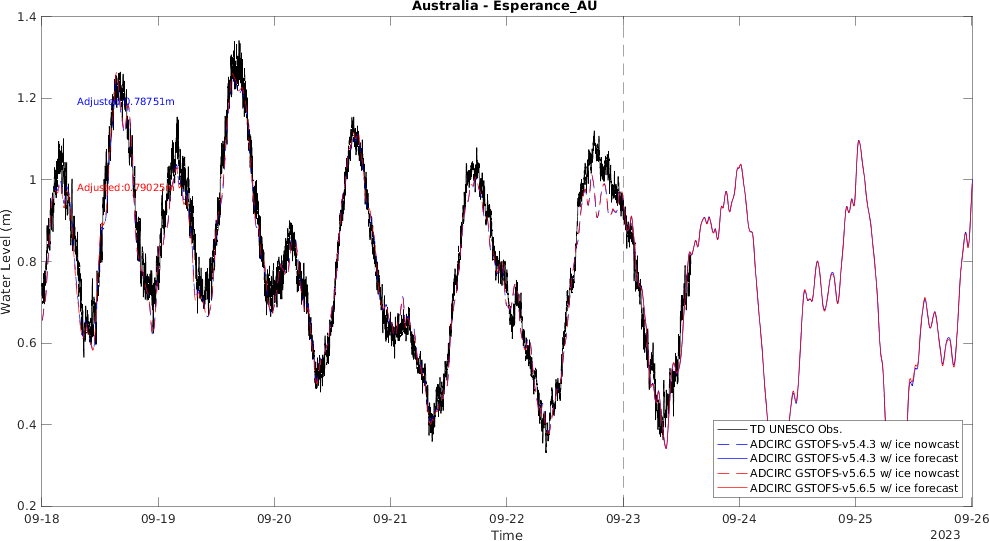 Australia - Esperance_AU
1.4
1.2
1
0.8
0.6
0.4
0.2
Water Level (m)
Adjusted:0.78751m
Adjusted:0.79025m
TD UNESCO Obs.
ADCIRC GSTOFS-v5.4.3 w/ ice nowcast
ADCIRC GSTOFS-v5.4.3 w/ ice forecast
ADCIRC GSTOFS-v5.6.5 w/ ice nowcast
ADCIRC GSTOFS-v5.6.5 w/ ice forecast
09-18 09-19 09-20 09-21 09-22 09-23 09-24 09-25 09-26
Time
2023